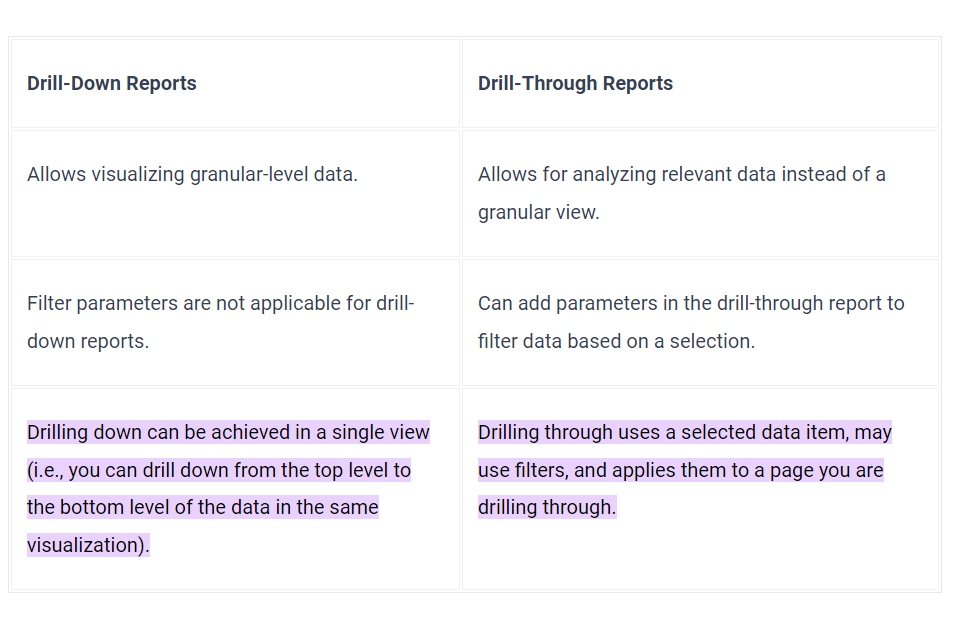 Drill-Down Reports
Drill-Through Reports
Allows visualizing granular-level data.
Allows for analyzing relevant data instead of a
granular view.
Filter parameters are not applicable for drill-
down reports.
Can add parameters in the drill-through report to
filter data based on a selection.
Drilling down can be achieved in a single view
(i.e., you can drill down from the top level to
the bottom level of the data in the same
visualization).
Drilling through uses a selected data item, may
use filters, and applies them to a page you are
drilling through.